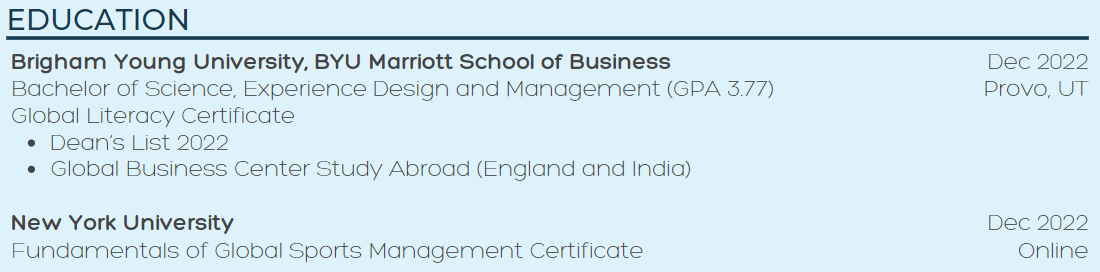 EDUCATION
Brigham Young University, BYU Marriott School of Business Dec 2022
Bachelor of Science, Experience Design and Management (GPA 3.77) Provo, UT
Global Literacy Certificate
• Dean's List 2022
• Global Business Center Study Abroad (England and India)
New York University Dec 2022
Fundamentals of Global Sports Management Certificate Online